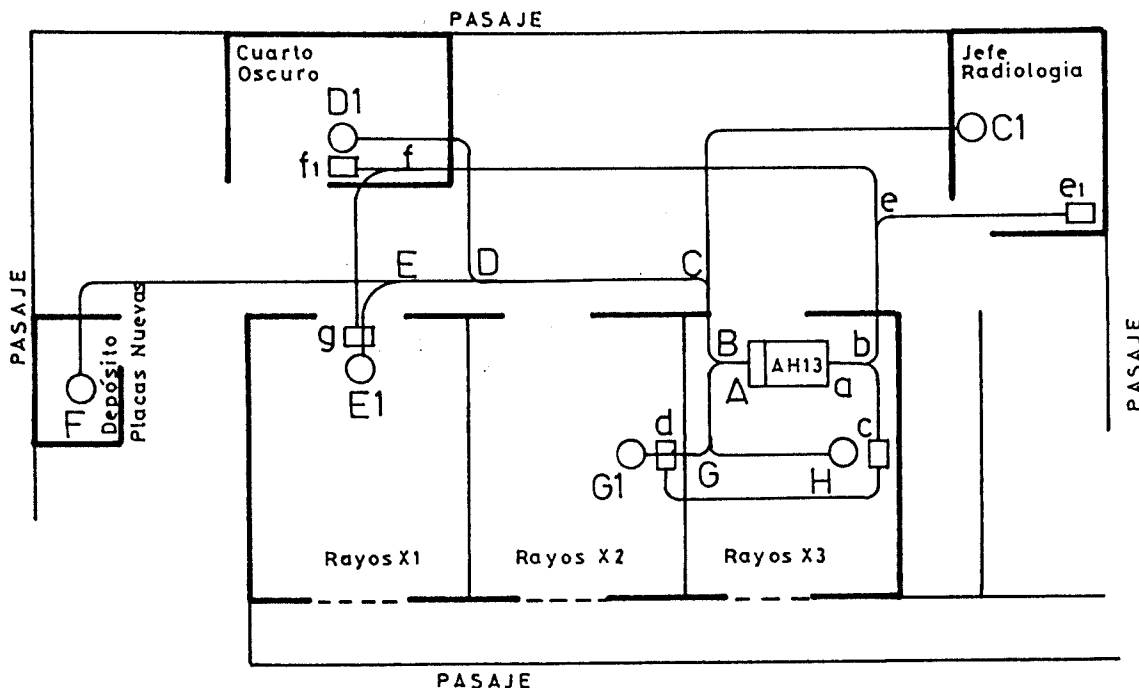 PASAJE
Cuarto
Oscuro
Jefe
Radiologia
D1
C1
f1
f
e
e1
E
D
C
PASAJE
Depósito
Placas Nuevas
F
g
E1
B
A
AH13
b
a
d
c
G1
G
H
PASAJE
Rayos X1
Rayos X2
Rayos X3
PASAJE